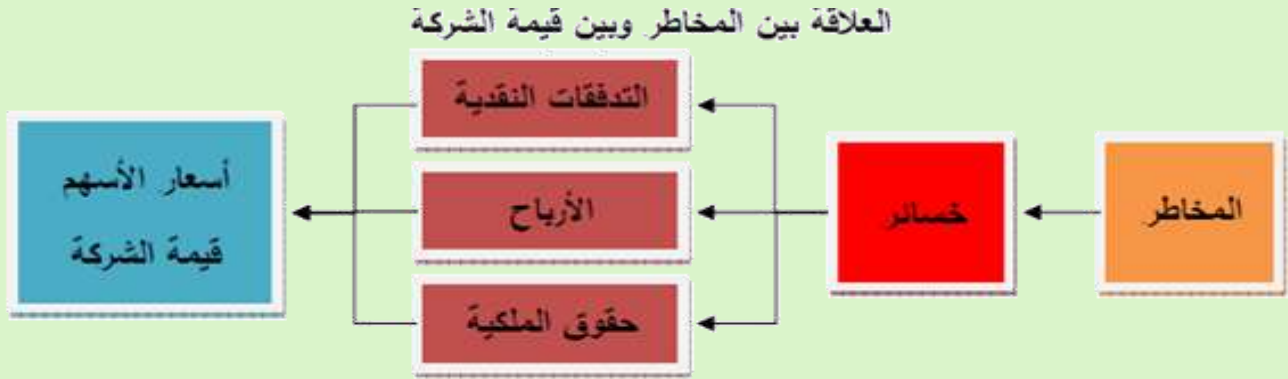 العلاقة بين المخاطر وبين قيمة الشركة
المخاطر
خسائر
التدفقات النقدية
الأرباح
حقوق الملكية
أسعار الأسهم
قيمة الشركة